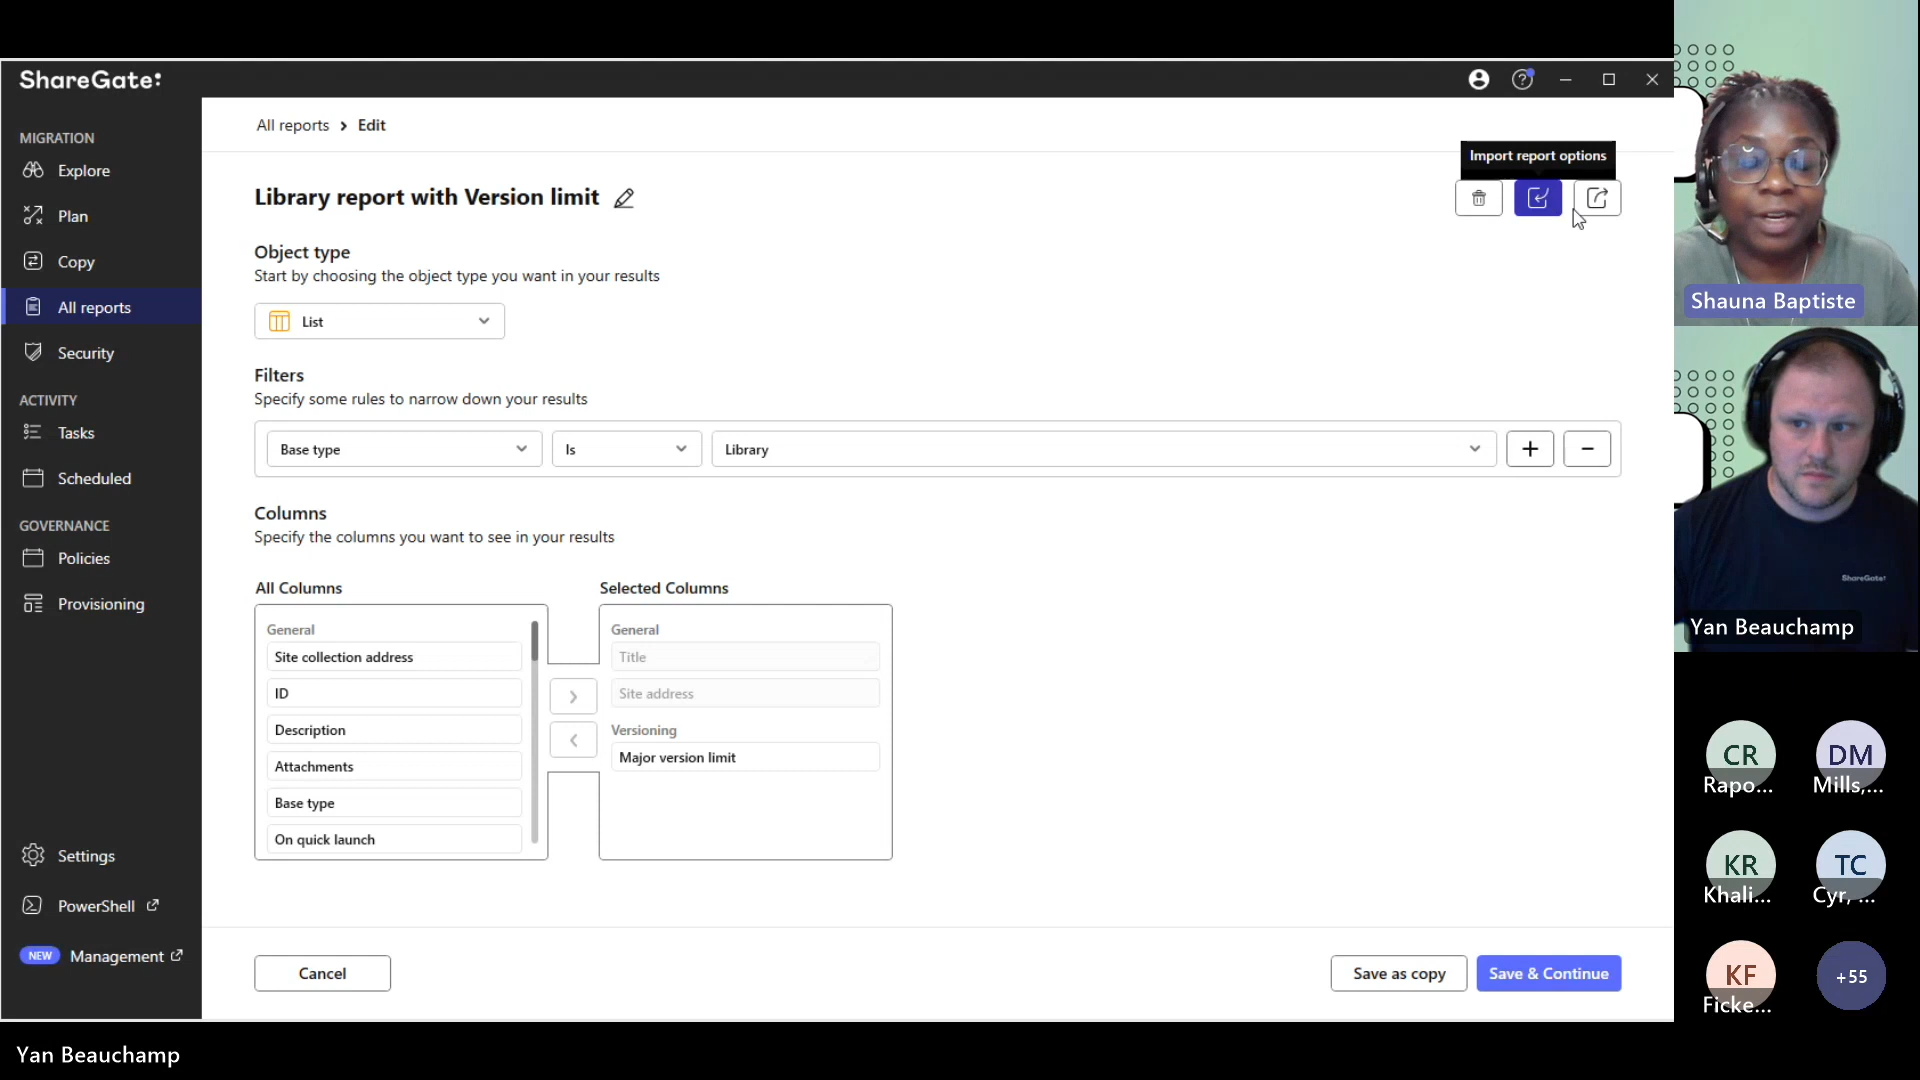 ShareGate:
MIGRATION
Explore
Plan
Copy
All reports
Security
ACTIVITY
Tasks
Scheduled
GOVERNANCE
Policies
Provisioning
Settings
PowerShell
NEW Management
All reports > Edit
Import report options
Library report with Version limit
Object type
Start by choosing the object type you want in your results
List
Filters
Specify some rules to narrow down your results
Base type Is Library + −
Columns
Specify the columns you want to see in your results
All Columns
General
Site collection address
ID
Description
Attachments
Base type
On quick launch
Selected Columns
General
Title
Site address
Versioning
Major version limit
Cancel
Save as copy
Save & Continue
Shauna Baptiste
ShareGate:
Yan Beauchamp
CR
Rapo...
DM
Mills,...
KR
Khali...
TC
Cyr, ...
KF
Ficke...
+55
Yan Beauchamp